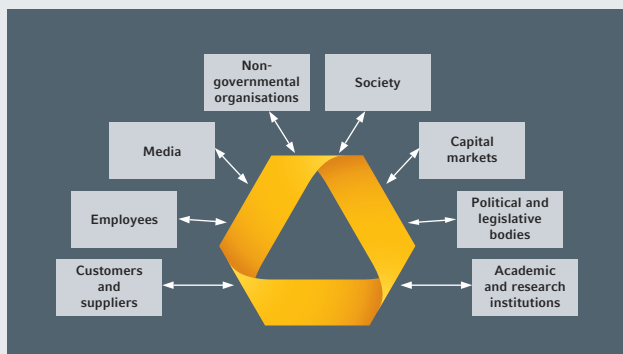 Non-
governmental
organisations
Society
Media
Capital
markets
Employees
Political and
legislative
bodies
Customers
and
suppliers
Academic
and research
institutions